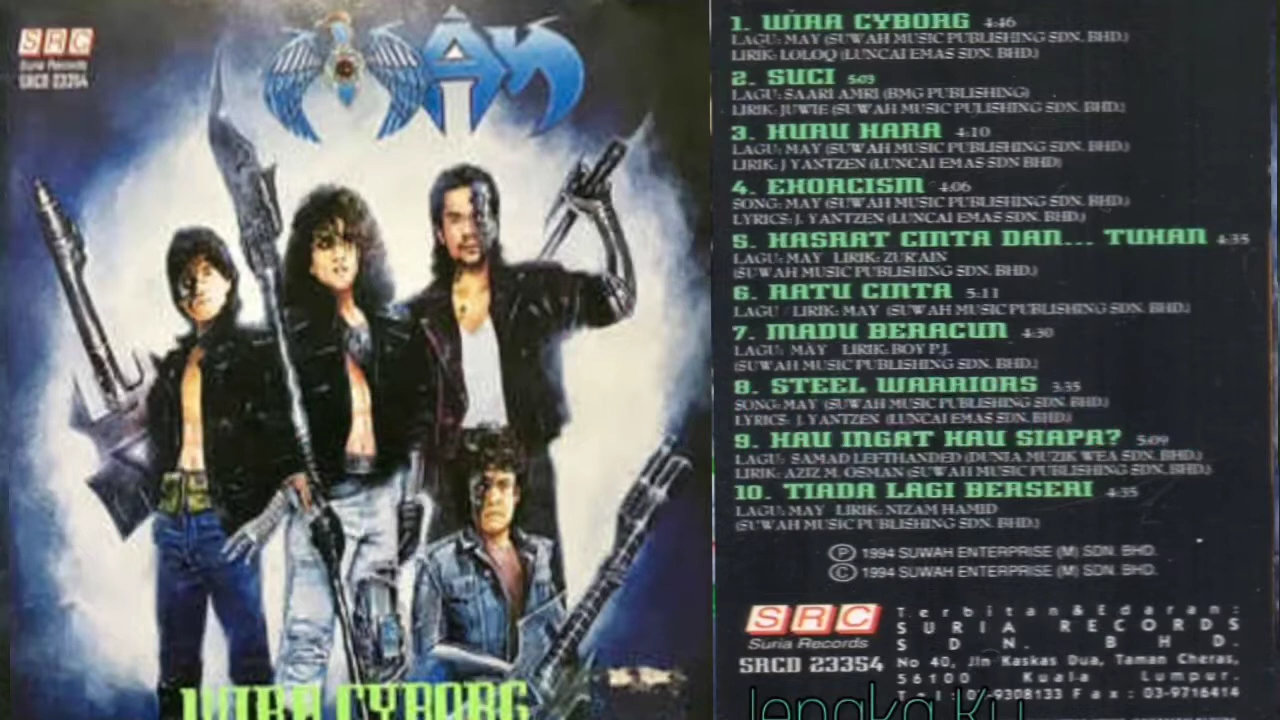 SRC
Suria Records
SRCD 23354
WIRA CYBORG
1. WIRA CYBORG 4:46
LAGU: MAY (SUWAH MUSIC PUBLISHING SDN. BHD.)
LIRIK: LOLOQ (LUNCAI EMAS SDN. BHD.)
2. SUCI 5:03
LAGU: SAARI AMRI (BMG PUBLISHING)
LIRIK: JUWIE (SUWAH MUSIC PULISHING SDN. BHD.)
3. HURU HARA 4:10
LAGU: MAY (SUWAH MUSIC PUBLISHING SDN. BHD.)
LIRIK: J YANTZEN (LUNCAI EMAS SDN BHD)
4. EXORCISM 4:06
SONG: MAY (SUWAH MUSIC PUBLISHING SDN. BHD.)
LYRICS: J. YANTZEN (LUNCAI EMAS SDN. BHD.)
5. HASRAT CINTA DAN... TUHAN 4:35
LAGU: MAY LIRIK: ZUR'AIN
(SUWAH MUSIC PUBLISHING SDN. BHD.)
6. RATU CINTA 5:11
LAGU / LIRIK: MAY (SUWAH MUSIC PUBLISHING SDN. BHD.)
7. MADU BERACUN 4:30
LAGU: MAY LIRIK: BOY P.J.
(SUWAH MUSIC PUBLISHING SDN. BHD.)
8. STEEL WARRIORS 3:35
SONG: MAY (SUWAH MUSIC PUBLISHING SDN. BHD.)
LYRICS: J. YANTZEN (LUNCAI EMAS SDN. BHD.)
9. KAU INGAT KAU SIAPA? 5:09
LAGU: SAMAD LEFTHANDED (DUNIA MUZIK WEA SDN. BHD.)
LIRIK: AZIZ M. OSMAN (SUWAH MUSIC PUBLISHING SDN. BHD.)
10. TIADA LAGI BERSERI 4:35
LAGU: MAY LIRIK: NIZAM HAMID
(SUWAH MUSIC PUBLISHING SDN. BHD.)
Ⓟ 1994 SUWAH ENTERPRISE (M) SDN. BHD.
© 1994 SUWAH ENTERPRISE (M) SDN. BHD.
SRC
Suria Records
SRCD 23354
Terbitan & Edaran:
SURIA RECORDS
SDN. BHD.
No 40, Jln Kaskas Dua, Taman Cheras,
56100 Kuala Lumpur.
Tel: 03-9308133 Fax: 03-9716414
Jengka Ku